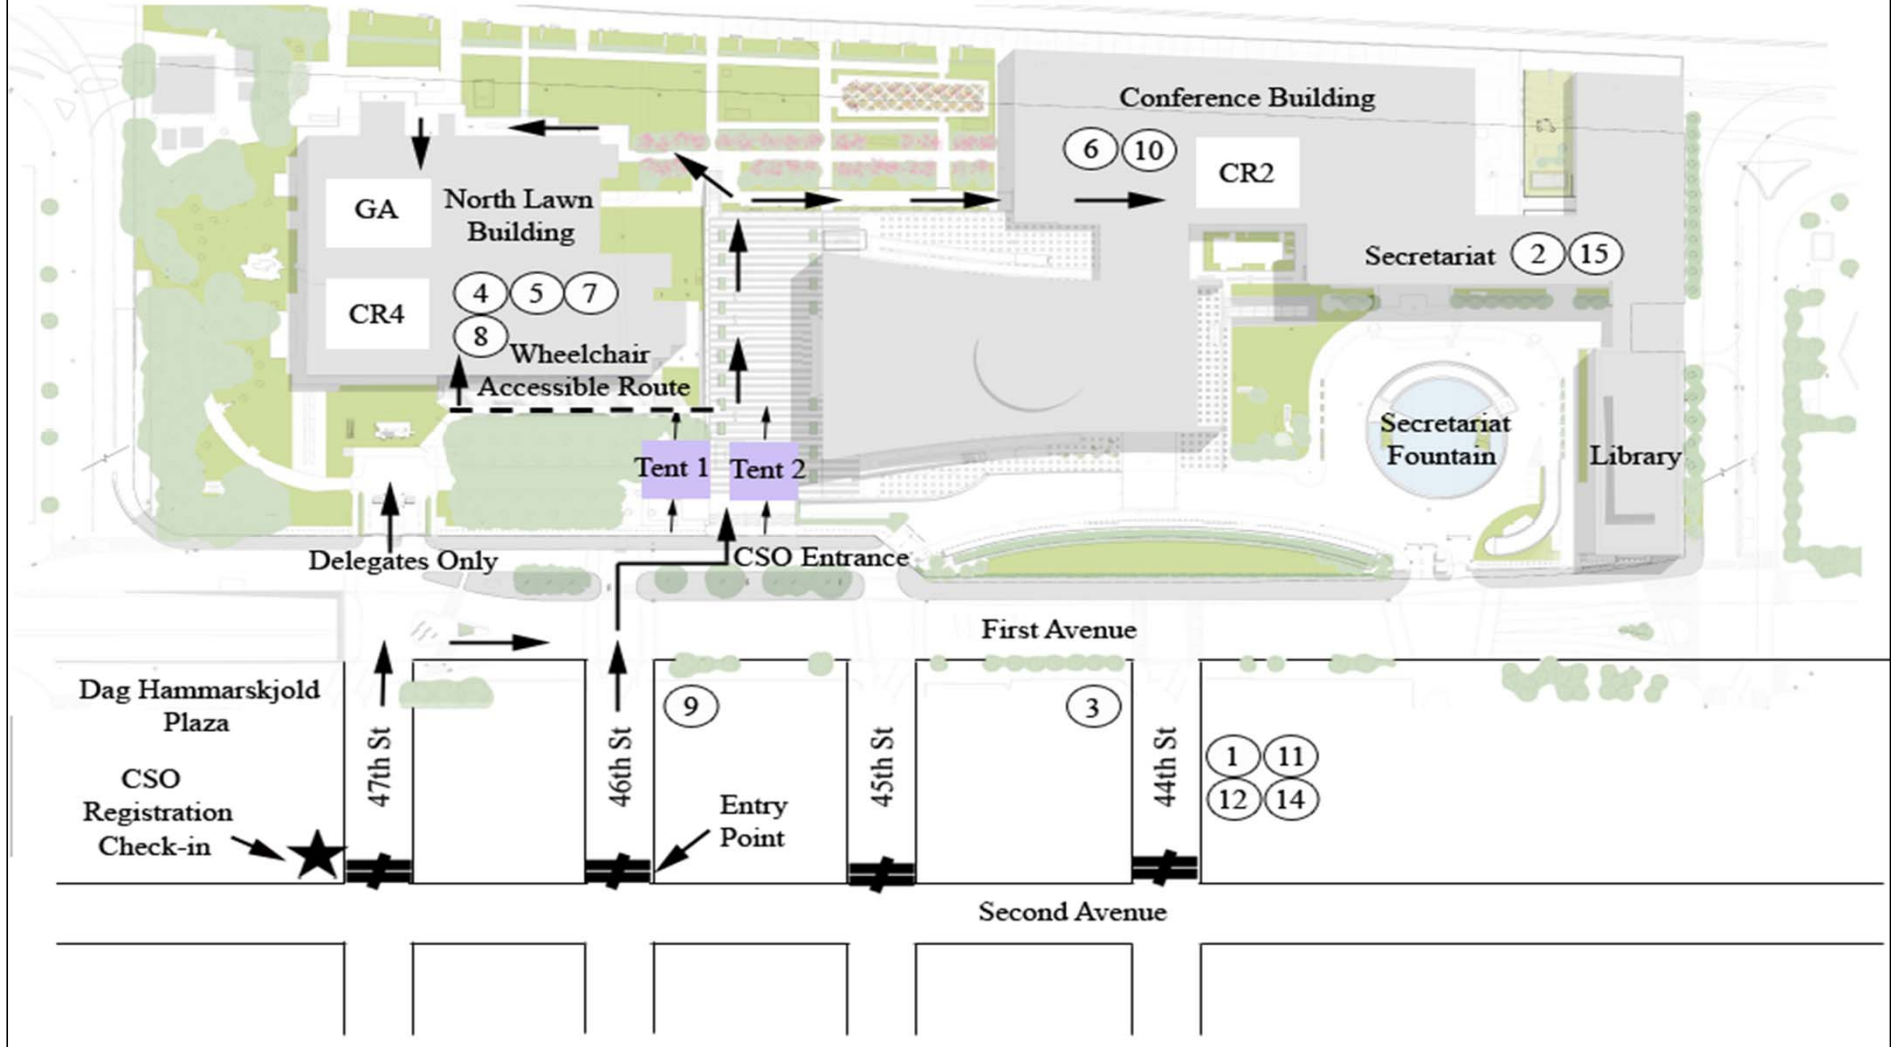 Conference Building
6 10
CR2
GA
North Lawn
Building
Secretariat 2 15
4 5 7
CR4
8
Wheelchair
Accessible Route
Secretariat
Fountain
Library
Tent 1
Tent 2
Delegates Only
CSO Entrance
First Avenue
Dag Hammarskjold
Plaza
9
3
47th St
46th St
45th St
44th St
1 11
12 14
CSO
Registration
Check-in
Entry
Point
Second Avenue